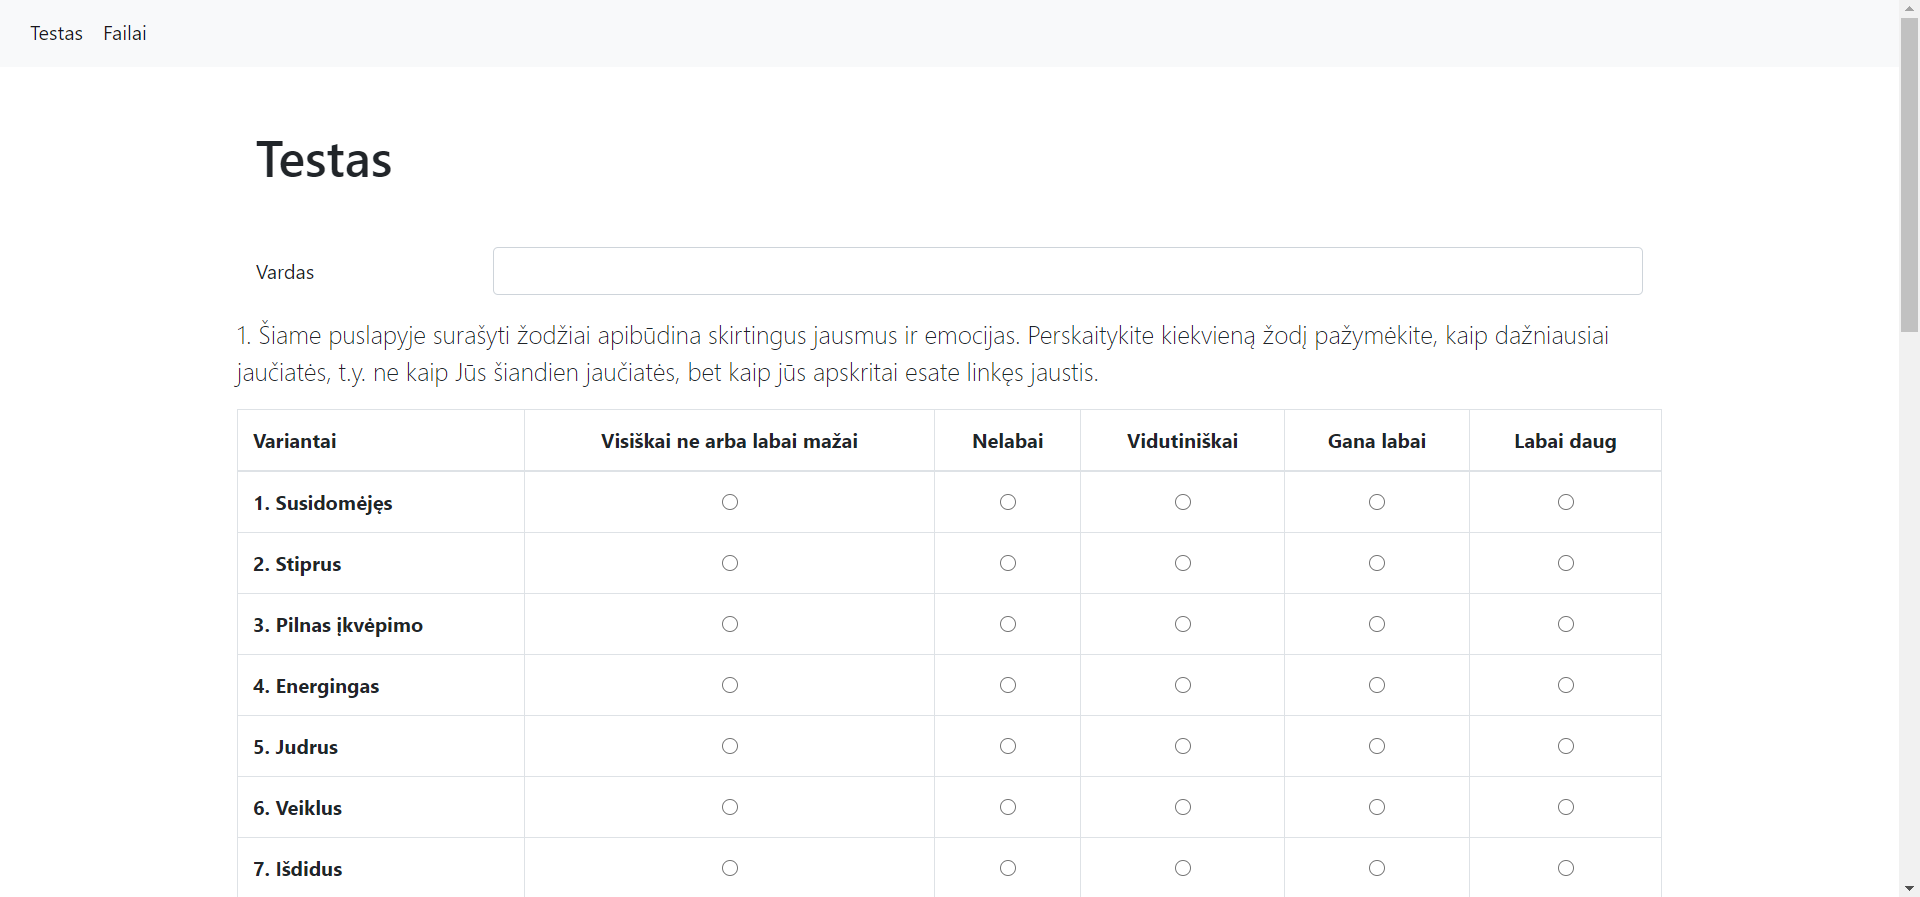 Testas Failai
Testas
Vardas
1. Šiame puslapyje surašyti žodžiai apibūdina skirtingus jausmus ir emocijas. Perskaitykite kiekvieną žodį pažymėkite, kaip dažniausiai
jaučiatės, t.y. ne kaip Jūs šiandien jaučiatės, bet kaip jūs apskritai esate linkęs jaustis.
Variantai Visiškai ne arba labai mažai Nelabai Vidutiniškai Gana labai Labai daug
1. Susidomėjęs
2. Stiprus
3. Pilnas įkvėpimo
4. Energingas
5. Judrus
6. Veiklus
7. Išdidus